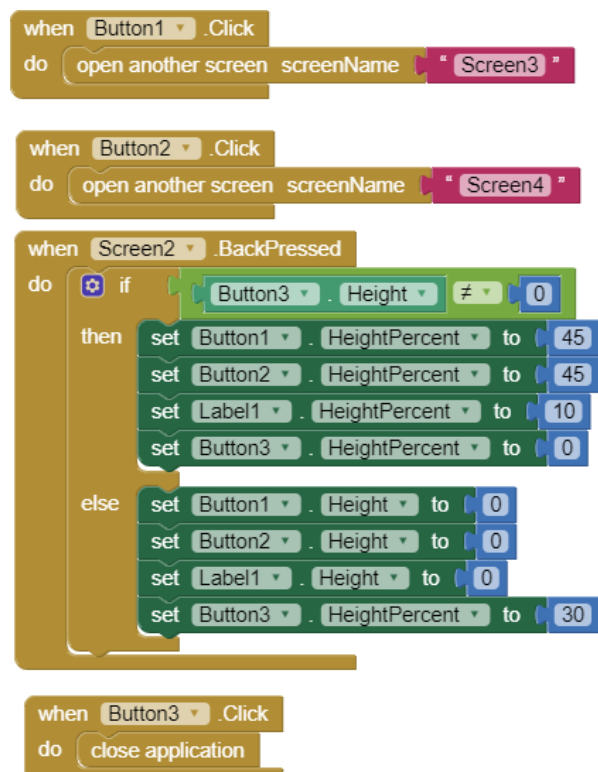 when Button1 .Click
do open another screen screenName " Screen3 "
when Button2 .Click
do open another screen screenName " Screen4 "
when Screen2 .BackPressed
do if Button3 . Height ≠ 0
then set Button1 . HeightPercent to 45
set Button2 . HeightPercent to 45
set Label1 . HeightPercent to 10
set Button3 . HeightPercent to 0
else set Button1 . Height to 0
set Button2 . Height to 0
set Label1 . Height to 0
set Button3 . HeightPercent to 30
when Button3 .Click
do close application